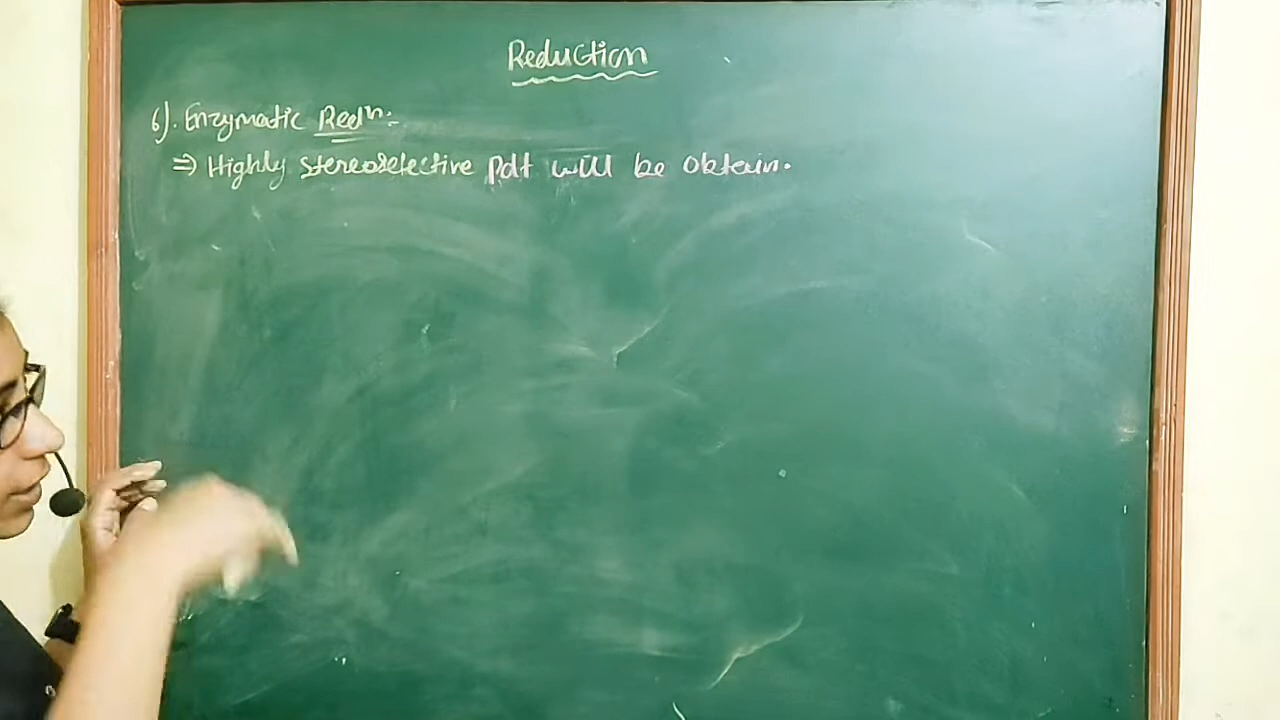 Reduction
6). Enzymatic Redⁿ:-
⇒ Highly stereoselective pdt will be obtain.